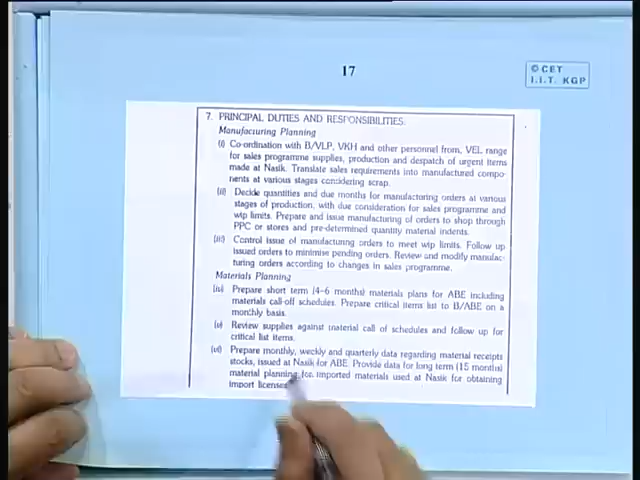 17
©CET
I.I.T. KGP
7. PRINCIPAL DUTIES AND RESPONSIBILITIES.
Manufacturing Planning
(i) Co-ordination with B/VLP, VKH and other personnel from, VEL range
for sales programme supplies, production and despatch of urgent items
made at Nasik. Translate sales requirements into manufactured compo-
nents at various stages considering scrap.
(ii) Decide quantities and due months for manufacturing orders at various
stages of production, with due consideration for sales programme and
wip limits. Prepare and issue manufacturing of orders to shop through
PPC or stores and pre-determined quantity material indents.
(iii) Control issue of manufacturing orders to meet wip limits. Follow up
issued orders to minimise pending orders. Review and modify manufac-
turing orders according to changes in sales programme.
Materials Planning
(iv) Prepare short term (4-6 months) materials plans for ABE including
materials call-off schedules. Prepare critical items list to B/ABE on a
monthly basis.
(v) Review supplies against material call of schedules and follow up for
critical list items.
(vi) Prepare monthly, weekly and quarterly data regarding material receipts
stocks, issued at Nasik for ABE. Provide data for long term (15 months)
material planning for imported materials used at Nasik for obtaining
import licenses